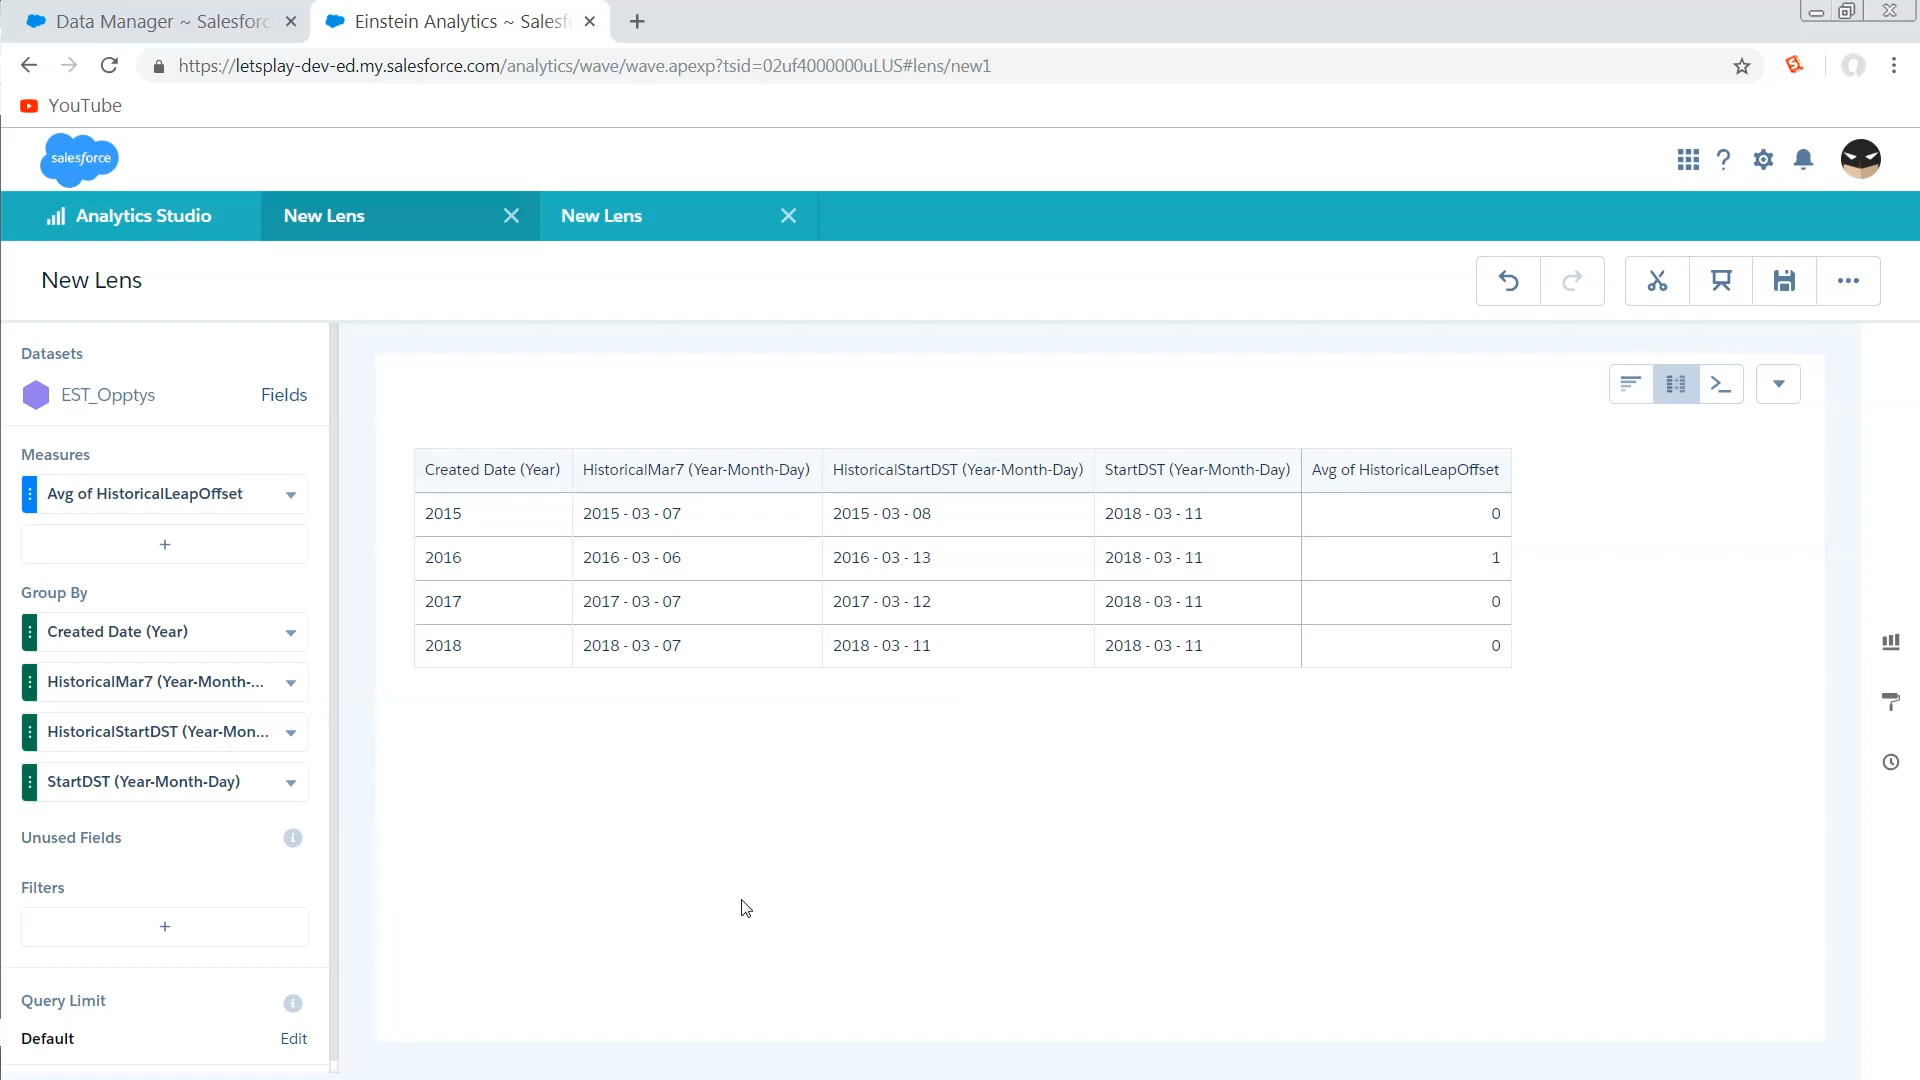 Data Manager ~ Salesforc
Einstein Analytics ~ Salesf
https://letsplay-dev-ed.my.salesforce.com/analytics/wave/wave.apexp?tsid=02uf4000000uLUS#lens/new1
YouTube
salesforce
Analytics Studio
New Lens
New Lens
New Lens
Datasets
EST_Opptys
Fields
Measures
Avg of HistoricalLeapOffset
+
Group By
Created Date (Year)
HistoricalMar7 (Year-Month-...
HistoricalStartDST (Year-Mon...
StartDST (Year-Month-Day)
Unused Fields
Filters
+
Query Limit
Default
Edit
Created Date (Year) HistoricalMar7 (Year-Month-Day) HistoricalStartDST (Year-Month-Day) StartDST (Year-Month-Day) Avg of HistoricalLeapOffset
2015 2015 - 03 - 07 2015 - 03 - 08 2018 - 03 - 11 0
2016 2016 - 03 - 06 2016 - 03 - 13 2018 - 03 - 11 1
2017 2017 - 03 - 07 2017 - 03 - 12 2018 - 03 - 11 0
2018 2018 - 03 - 07 2018 - 03 - 11 2018 - 03 - 11 0